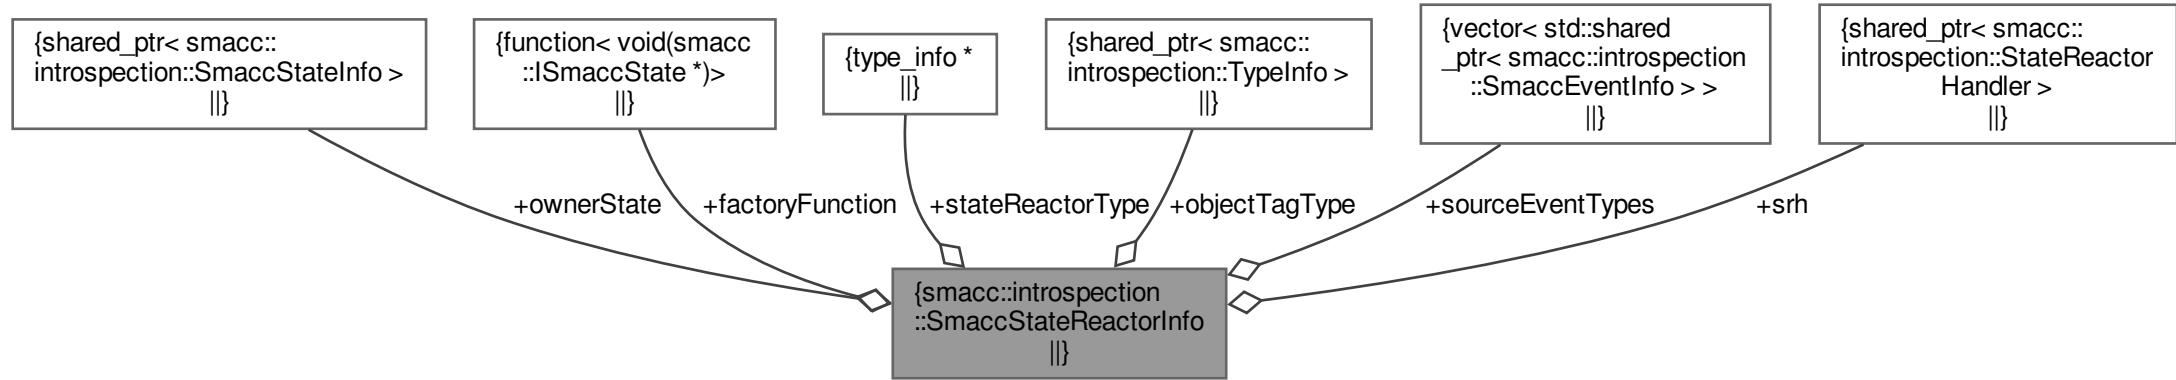 {shared_ptr< smacc::
introspection::SmaccStateInfo >
||}
{function< void(smacc
::ISmaccState *)>
||}
{type_info *
||}
{shared_ptr< smacc::
introspection::TypeInfo >
||}
{vector< std::shared
_ptr< smacc::introspection
::SmaccEventInfo > >
||}
{shared_ptr< smacc::
introspection::StateReactor
Handler >
||}
+ownerState
+factoryFunction
+stateReactorType
+objectTagType
+sourceEventTypes
+srh
{smacc::introspection
::SmaccStateReactorInfo
||}